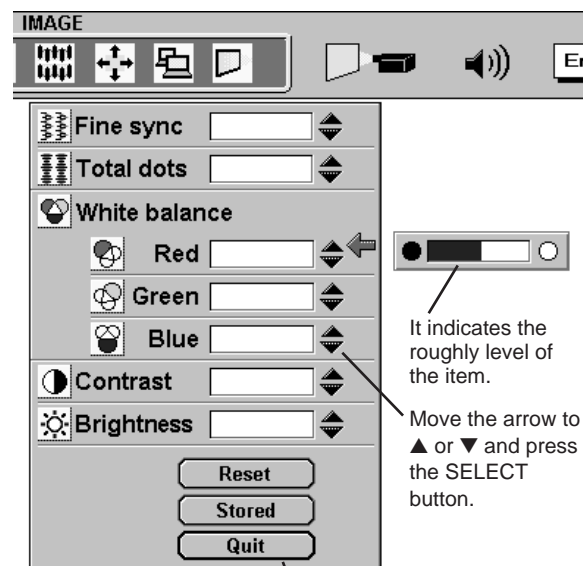 IMAGE
Fine sync
Total dots
White balance
Red
Green
Blue
Contrast
Brightness
Reset
Stored
Quit
It indicates the
roughly level of
the item.
Move the arrow to
▲ or ▼ and press
the SELECT
button.